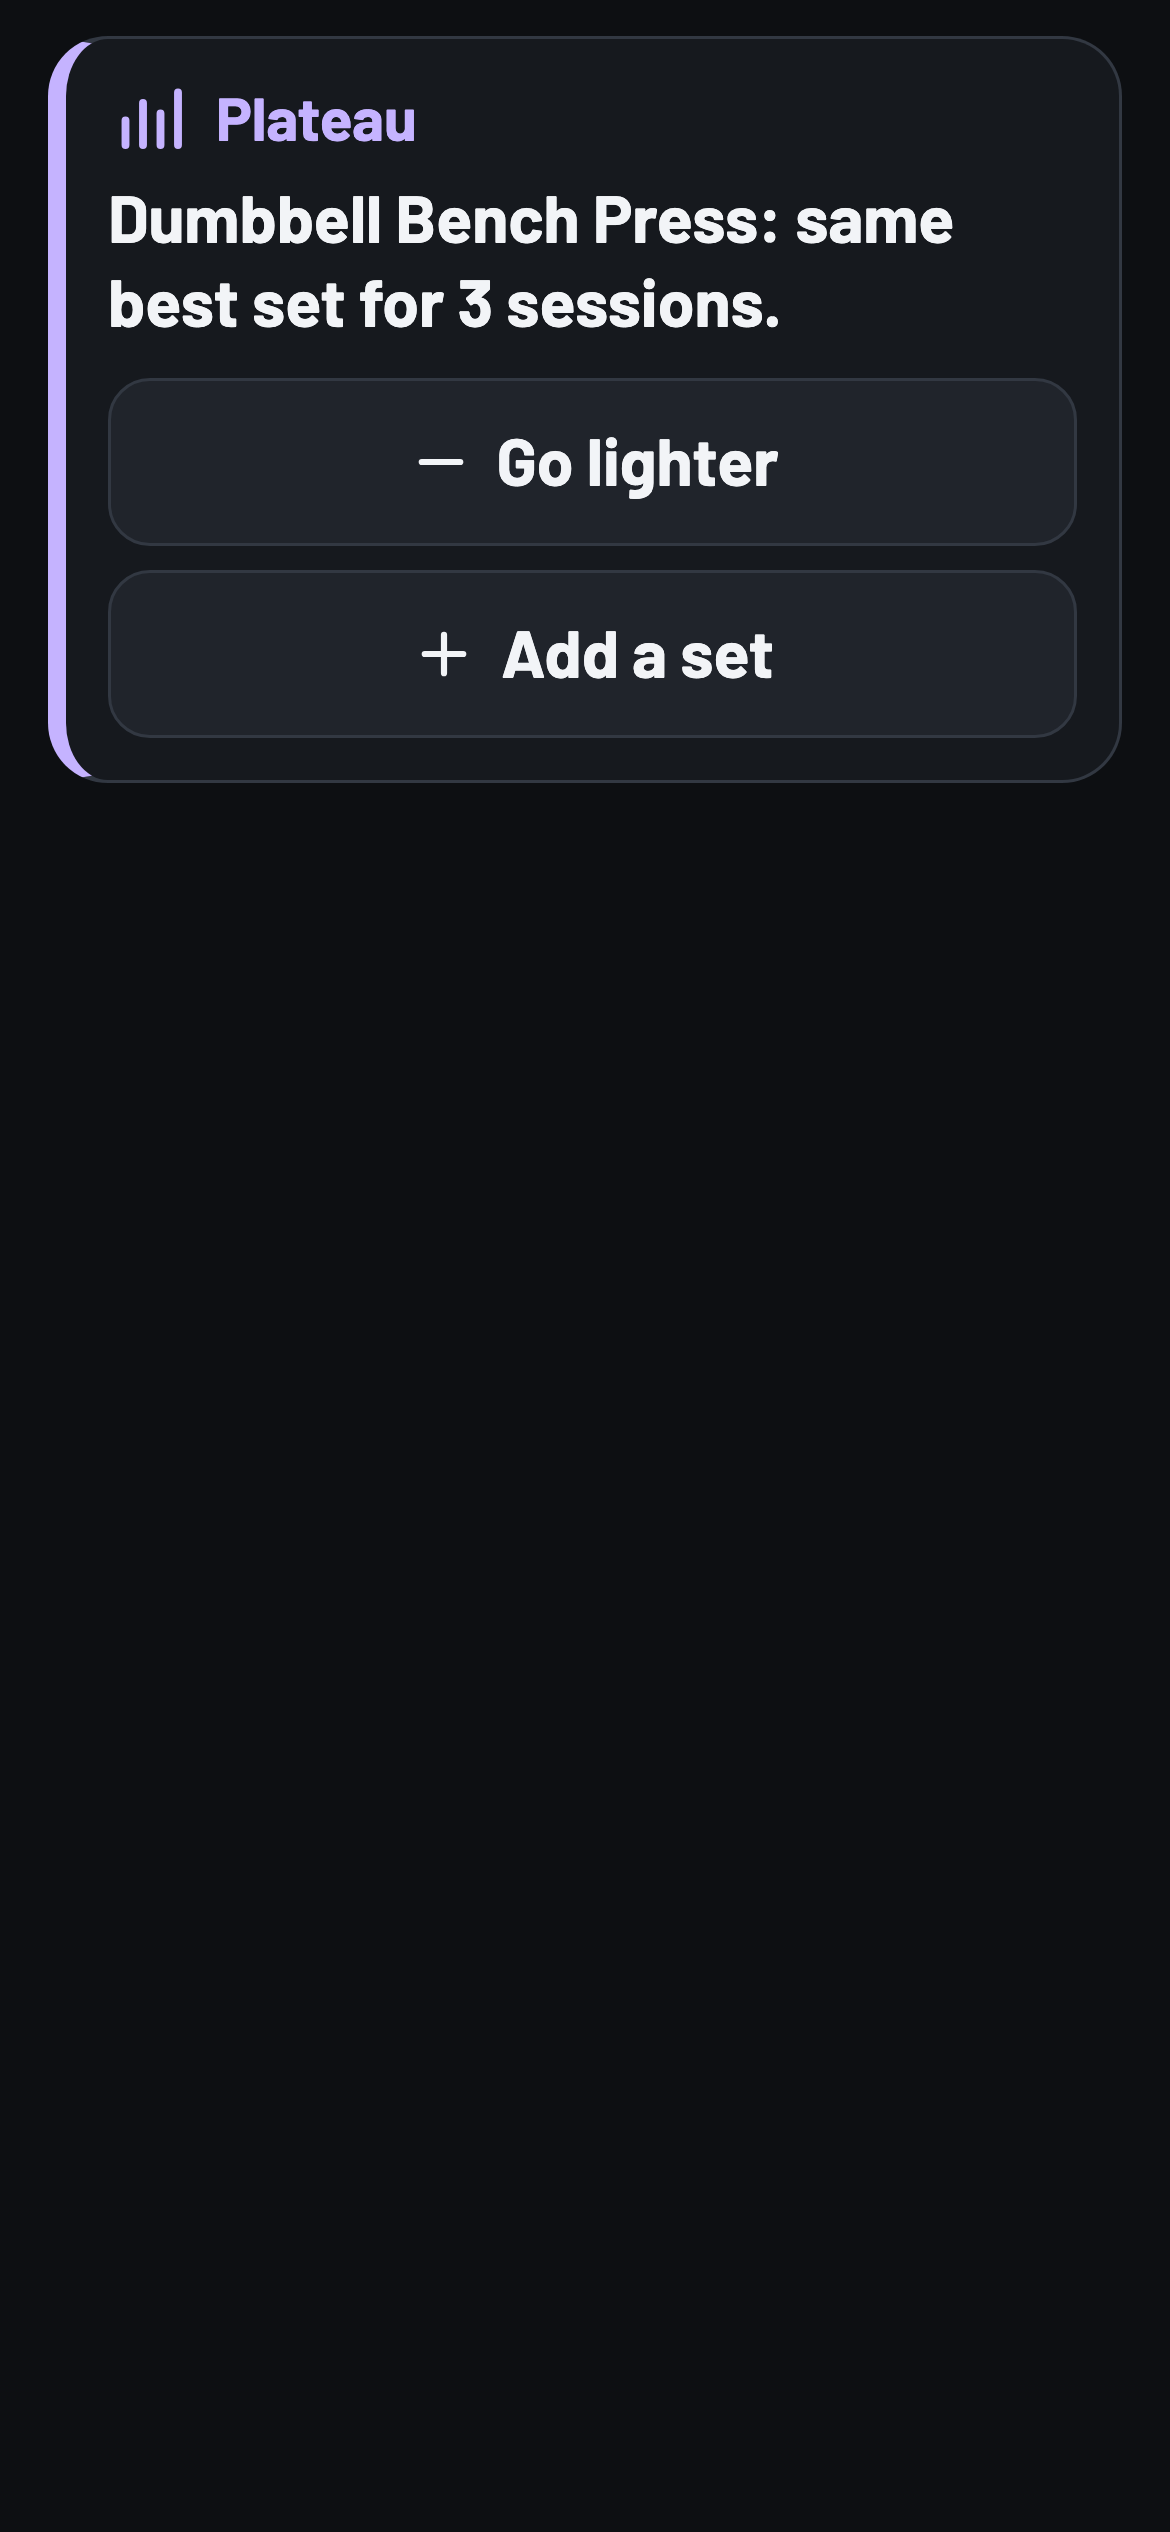 Plateau
Dumbbell Bench Press: same
best set for 3 sessions.
Go lighter
Add a set